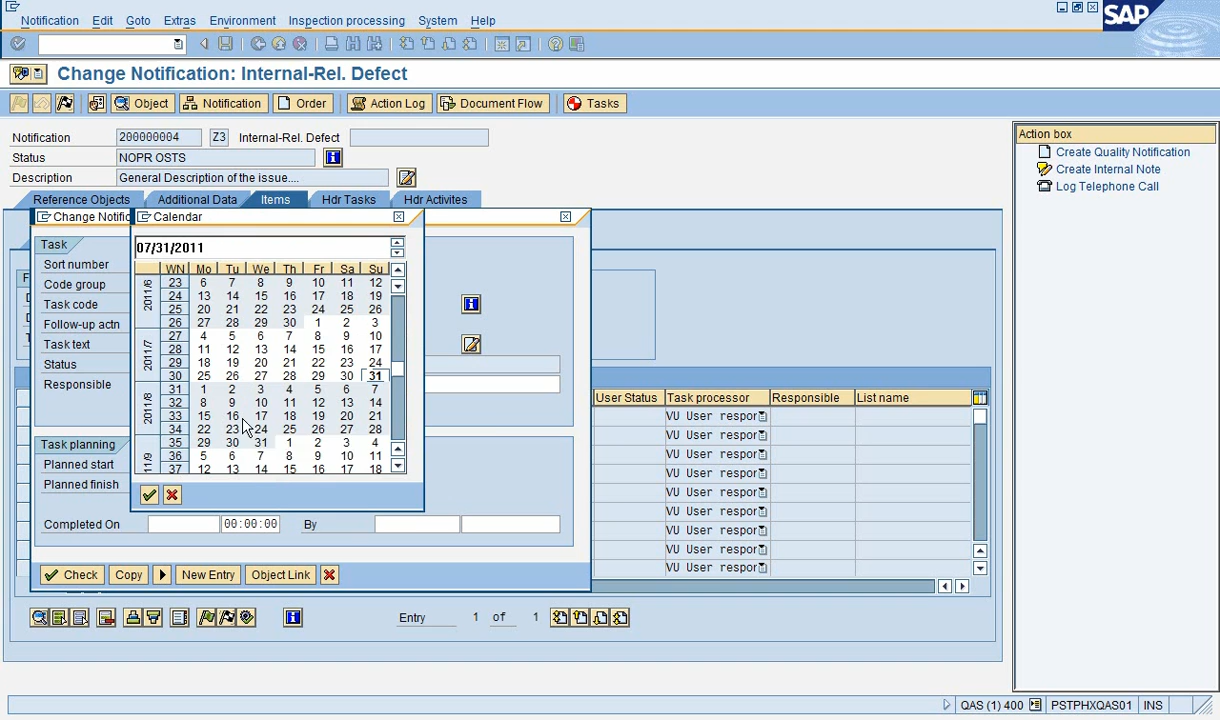 Notification Edit Goto Extras Environment Inspection processing System Help
SAP
Change Notification: Internal-Rel. Defect
Object Notification Order Action Log Document Flow Tasks
Notification 200000004 Z3 Internal-Rel. Defect
Status NOPR OSTS
Description General Description of the issue....
Reference Objects Additional Data Items Hdr Tasks Hdr Activites
Change Notific
Calendar
07/31/2011
WN Mo Tu We Th Fr Sa Su
2011/6
23 6 7 8 9 10 11 12
24 13 14 15 16 17 18 19
25 20 21 22 23 24 25 26
26 27 28 29 30 1 2 3
2011/7
27 4 5 6 7 8 9 10
28 11 12 13 14 15 16 17
29 18 19 20 21 22 23 24
30 25 26 27 28 29 30 31
2011/8
31 1 2 3 4 5 6 7
32 8 9 10 11 12 13 14
33 15 16 17 18 19 20 21
34 22 23 24 25 26 27 28
35 29 30 31 1 2 3 4
11/9
36 5 6 7 8 9 10 11
37 12 13 14 15 16 17 18
Task
Sort number
Code group
Task code
Follow-up actn
Task text
Status
Responsible
Task planning
Planned start
Planned finish
Completed On 00:00:00 By
Check Copy New Entry Object Link
User Status Task processor Responsible List name
VU User respor
VU User respor
VU User respor
VU User respor
VU User respor
VU User respor
VU User respor
VU User respor
VU User respor
Entry 1 of 1
Action box
Create Quality Notification
Create Internal Note
Log Telephone Call
QAS (1) 400 PSTPHXQAS01 INS